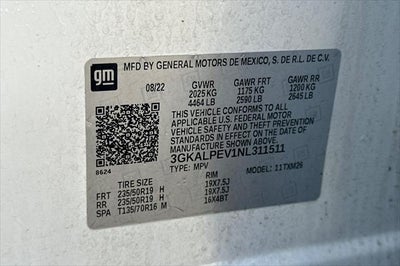 gm
MFD BY GENERAL MOTORS DE MEXICO, S. DE R.L. DE C.V.
08/22 GVWR GAWR FRT GAWR RR
2025 KG 1175 KG 1200 KG
4464 LB 2590 LB 2645 LB
THIS VEHICLE CONFORMS TO ALL
APPLICABLE U.S. FEDERAL MOTOR
VEHICLE SAFETY AND THEFT PREVENTION
STANDARDS IN EFFECT ON THE DATE OF
MANUFACTURE SHOWN ABOVE.
3GKALPEV1NL311511
8624 TYPE: MPV MODEL: 11TXM26
TIRE SIZE RIM
FRT 235/50R19 H 19X7.5J
RR 235/50R19 H 19X7.5J
SPA T135/70R16 M 16X4BT